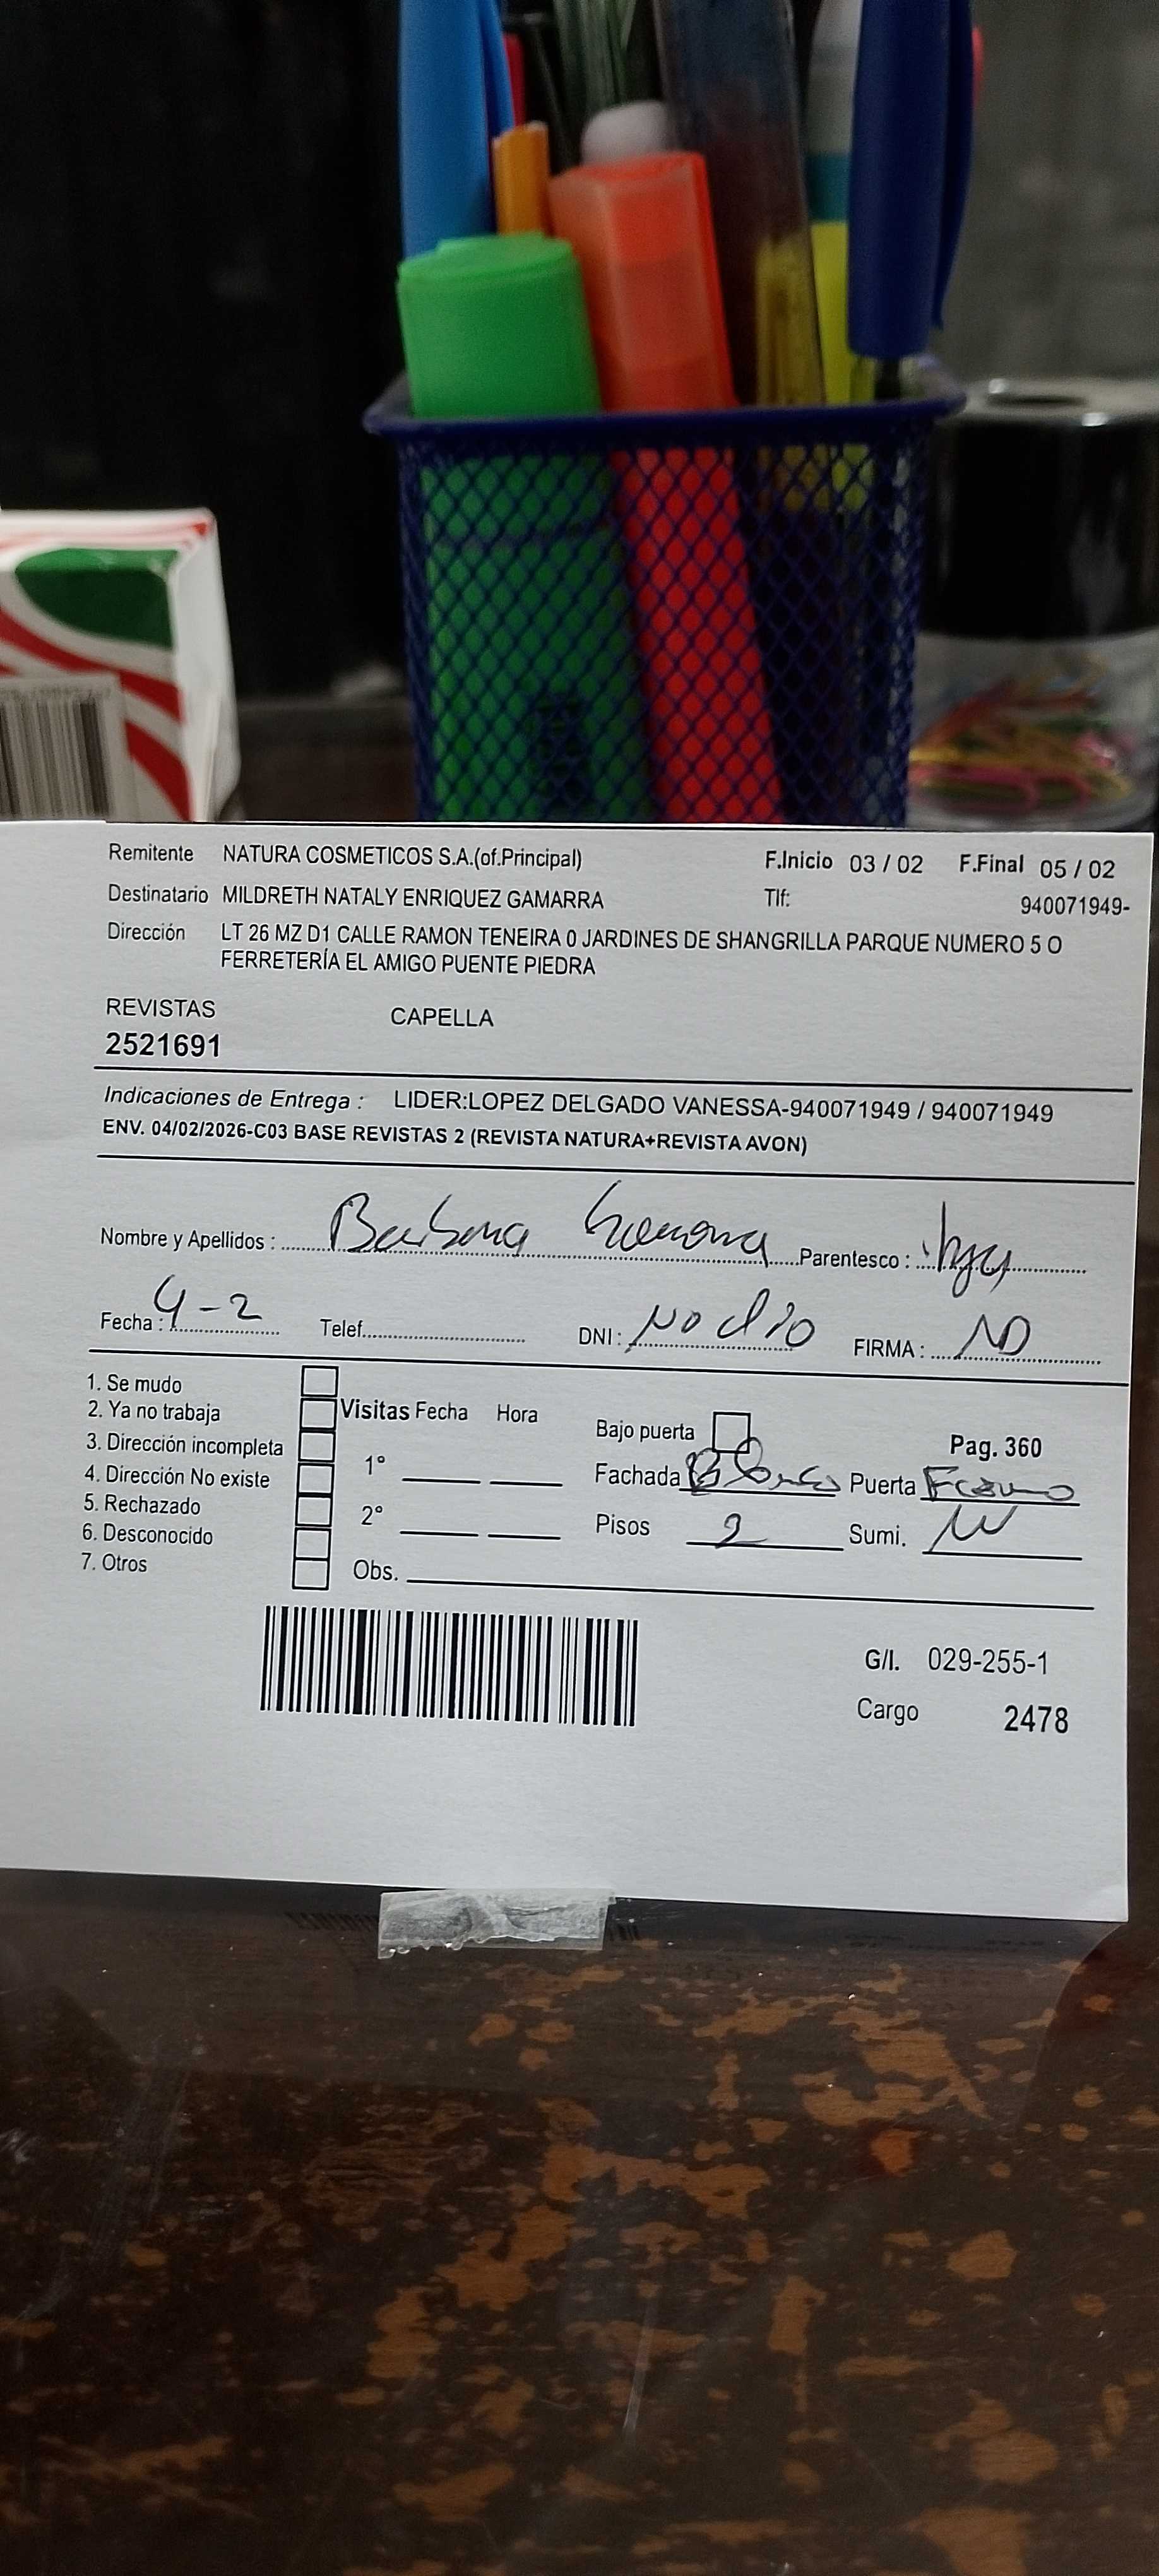 Remitente NATURA COSMETICOS S.A.(of.Principal) F.Inicio 03 / 02 F.Final 05 / 02
Destinatario MILDRETH NATALY ENRIQUEZ GAMARRA Tlf: 940071949-
Dirección LT 26 MZ D1 CALLE RAMON TENEIRA 0 JARDINES DE SHANGRILLA PARQUE NUMERO 5 O
FERRETERÍA EL AMIGO PUENTE PIEDRA
REVISTAS CAPELLA
2521691
Indicaciones de Entrega : LIDER:LOPEZ DELGADO VANESSA-940071949 / 940071949
ENV. 04/02/2026-C03 BASE REVISTAS 2 (REVISTA NATURA+REVISTA AVON)
Nombre y Apellidos : Parentesco :
Fecha : 4-2 Telef. DNI : No dio FIRMA : ND
1. Se mudo
2. Ya no trabaja Visitas Fecha Hora Bajo puerta
3. Dirección incompleta Pag. 360
4. Dirección No existe 1° Fachada Puerta
5. Rechazado 2° Pisos 2 Sumi.
6. Desconocido
7. Otros Obs.
G/I. 029-255-1
Cargo 2478